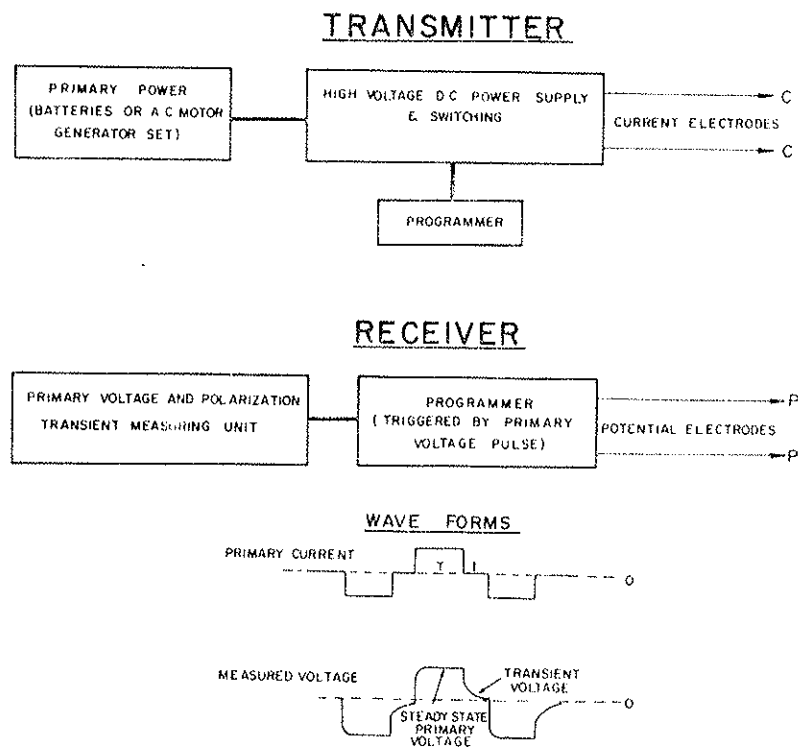 TRANSMITTER
PRIMARY POWER
(BATTERIES OR A C MOTOR
GENERATOR SET)
HIGH VOLTAGE D C POWER SUPPLY
& SWITCHING
C
CURRENT ELECTRODES
C
PROGRAMMER
RECEIVER
PRIMARY VOLTAGE AND POLARIZATION
TRANSIENT MEASURING UNIT
PROGRAMMER
(TRIGGERED BY PRIMARY
VOLTAGE PULSE)
P
POTENTIAL ELECTRODES
P
WAVE FORMS
PRIMARY CURRENT
T
O
MEASURED VOLTAGE
TRANSIENT
VOLTAGE
O
STEADY STATE
PRIMARY
VOLTAGE